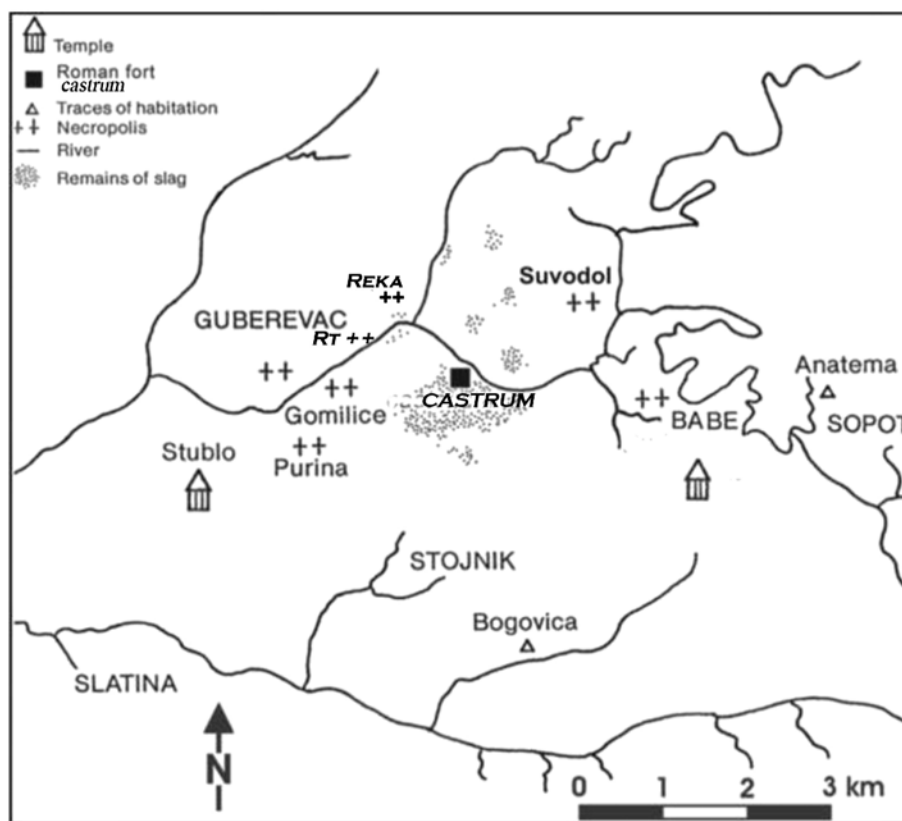 Temple
Roman fort
castrum
Traces of habitation
Necropolis
River
Remains of slag
REKA
Suvodol
GUBEREVAC
RT
Anatema
CASTRUM
Gomilice
BABE
SOPOT
Stublo
Purina
STOJNIK
Bogovica
SLATINA
N
0 1 2 3 km